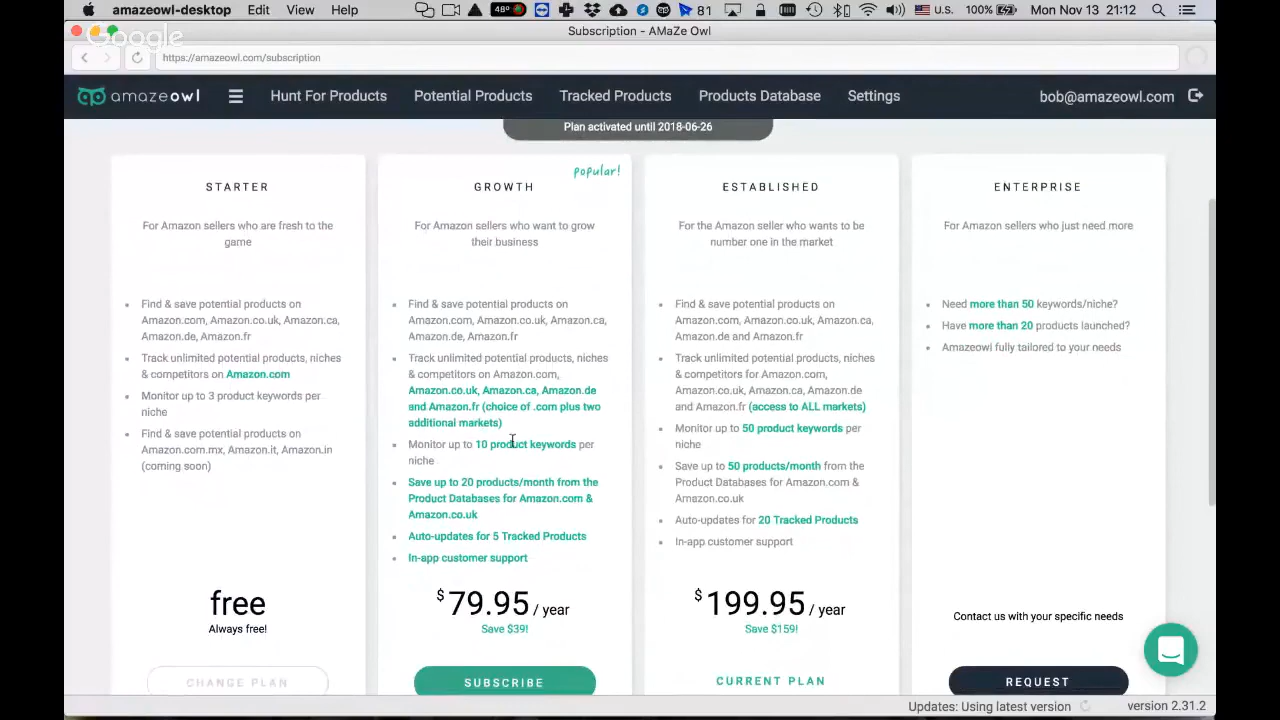 amazeowl-desktop Edit View Help 48° 81 U.S. 100% Mon Nov 13 21:12
Google
Subscription - AMaZe Owl
https://amazeowl.com/subscription
amazeowl Hunt For Products Potential Products Tracked Products Products Database Settings bob@amazeowl.com
Plan activated until 2018-06-26
STARTER
For Amazon sellers who are fresh to the
game
Find & save potential products on
Amazon.com, Amazon.co.uk, Amazon.ca,
Amazon.de, Amazon.fr
Track unlimited potential products, niches
& competitors on Amazon.com
Monitor up to 3 product keywords per
niche
Find & save potential products on
Amazon.com.mx, Amazon.it, Amazon.in
(coming soon)
free
Always free!
CHANGE PLAN
popular!
GROWTH
For Amazon sellers who want to grow
their business
Find & save potential products on
Amazon.com, Amazon.co.uk, Amazon.ca,
Amazon.de, Amazon.fr
Track unlimited potential products, niches
& competitors on Amazon.com,
Amazon.co.uk, Amazon.ca, Amazon.de
and Amazon.fr (choice of .com plus two
additional markets)
Monitor up to 10 product keywords per
niche
Save up to 20 products/month from the
Product Databases for Amazon.com &
Amazon.co.uk
Auto-updates for 5 Tracked Products
In-app customer support
$79.95 / year
Save $39!
SUBSCRIBE
ESTABLISHED
For the Amazon seller who wants to be
number one in the market
Find & save potential products on
Amazon.com, Amazon.co.uk, Amazon.ca,
Amazon.de and Amazon.fr
Track unlimited potential products, niches
& competitors for Amazon.com,
Amazon.co.uk, Amazon.ca, Amazon.de
and Amazon.fr (access to ALL markets)
Monitor up to 50 product keywords per
niche
Save up to 50 products/month from the
Product Databases for Amazon.com &
Amazon.co.uk
Auto-updates for 20 Tracked Products
In-app customer support
$199.95 / year
Save $159!
CURRENT PLAN
ENTERPRISE
For Amazon sellers who just need more
Need more than 50 keywords/niche?
Have more than 20 products launched?
Amazeowl fully tailored to your needs
Contact us with your specific needs
REQUEST
Updates: Using latest version version 2.31.2